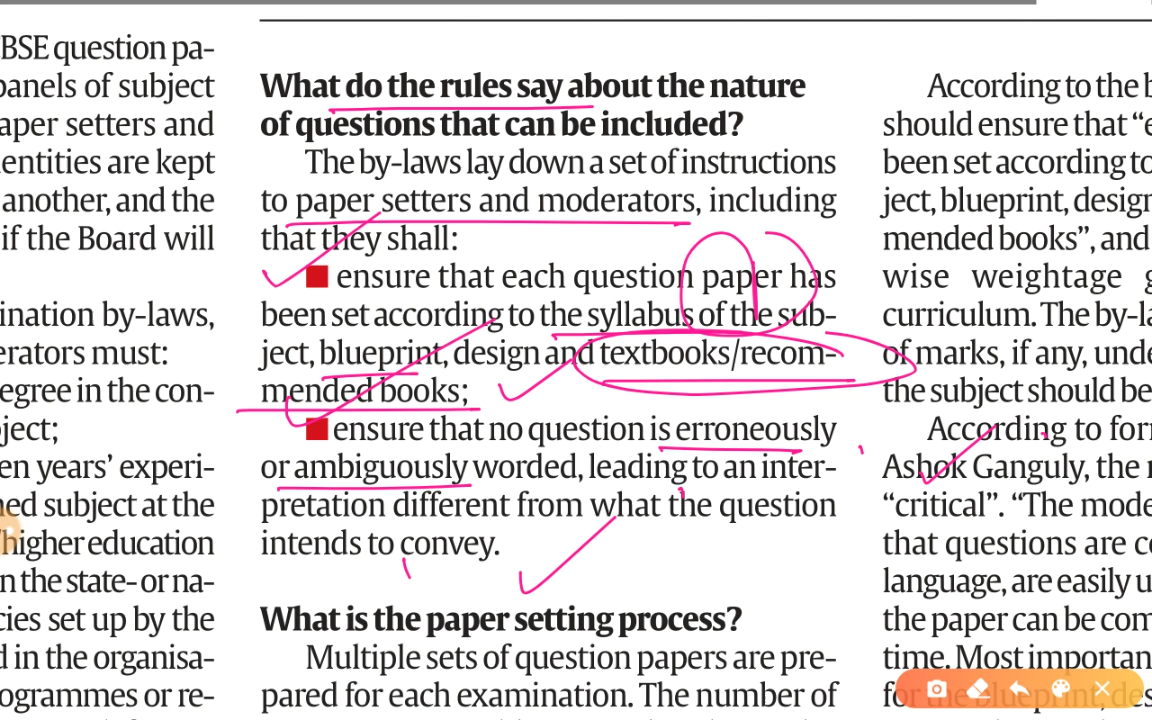 BSE question pa-
panels of subject
aper setters and
entities are kept
another, and the
if the Board will
ination by-laws,
erators must:
egree in the con-
ject;
en years' experi-
ned subject at the
higher education
n the state- or na-
cies set up by the
d in the organisa-
ogrammes or re-
What do the rules say about the nature
of questions that can be included?
The by-laws lay down a set of instructions
to paper setters and moderators, including
that they shall:
■ ensure that each question paper has
been set according to the syllabus of the sub-
ject, blueprint, design and textbooks/recom-
mended books;
■ ensure that no question is erroneously
or ambiguously worded, leading to an inter-
pretation different from what the question
intends to convey.
What is the paper setting process?
Multiple sets of question papers are pre-
pared for each examination. The number of
According to the b
should ensure that “e
been set according to
ject, blueprint, design
mended books”, and
wise weightage g
curriculum. The by-la
of marks, if any, unde
the subject should be
According to for
Ashok Ganguly, the
“critical”. “The mode
that questions are c
language, are easily u
the paper can be com
time. Most importan
for the blueprint, des